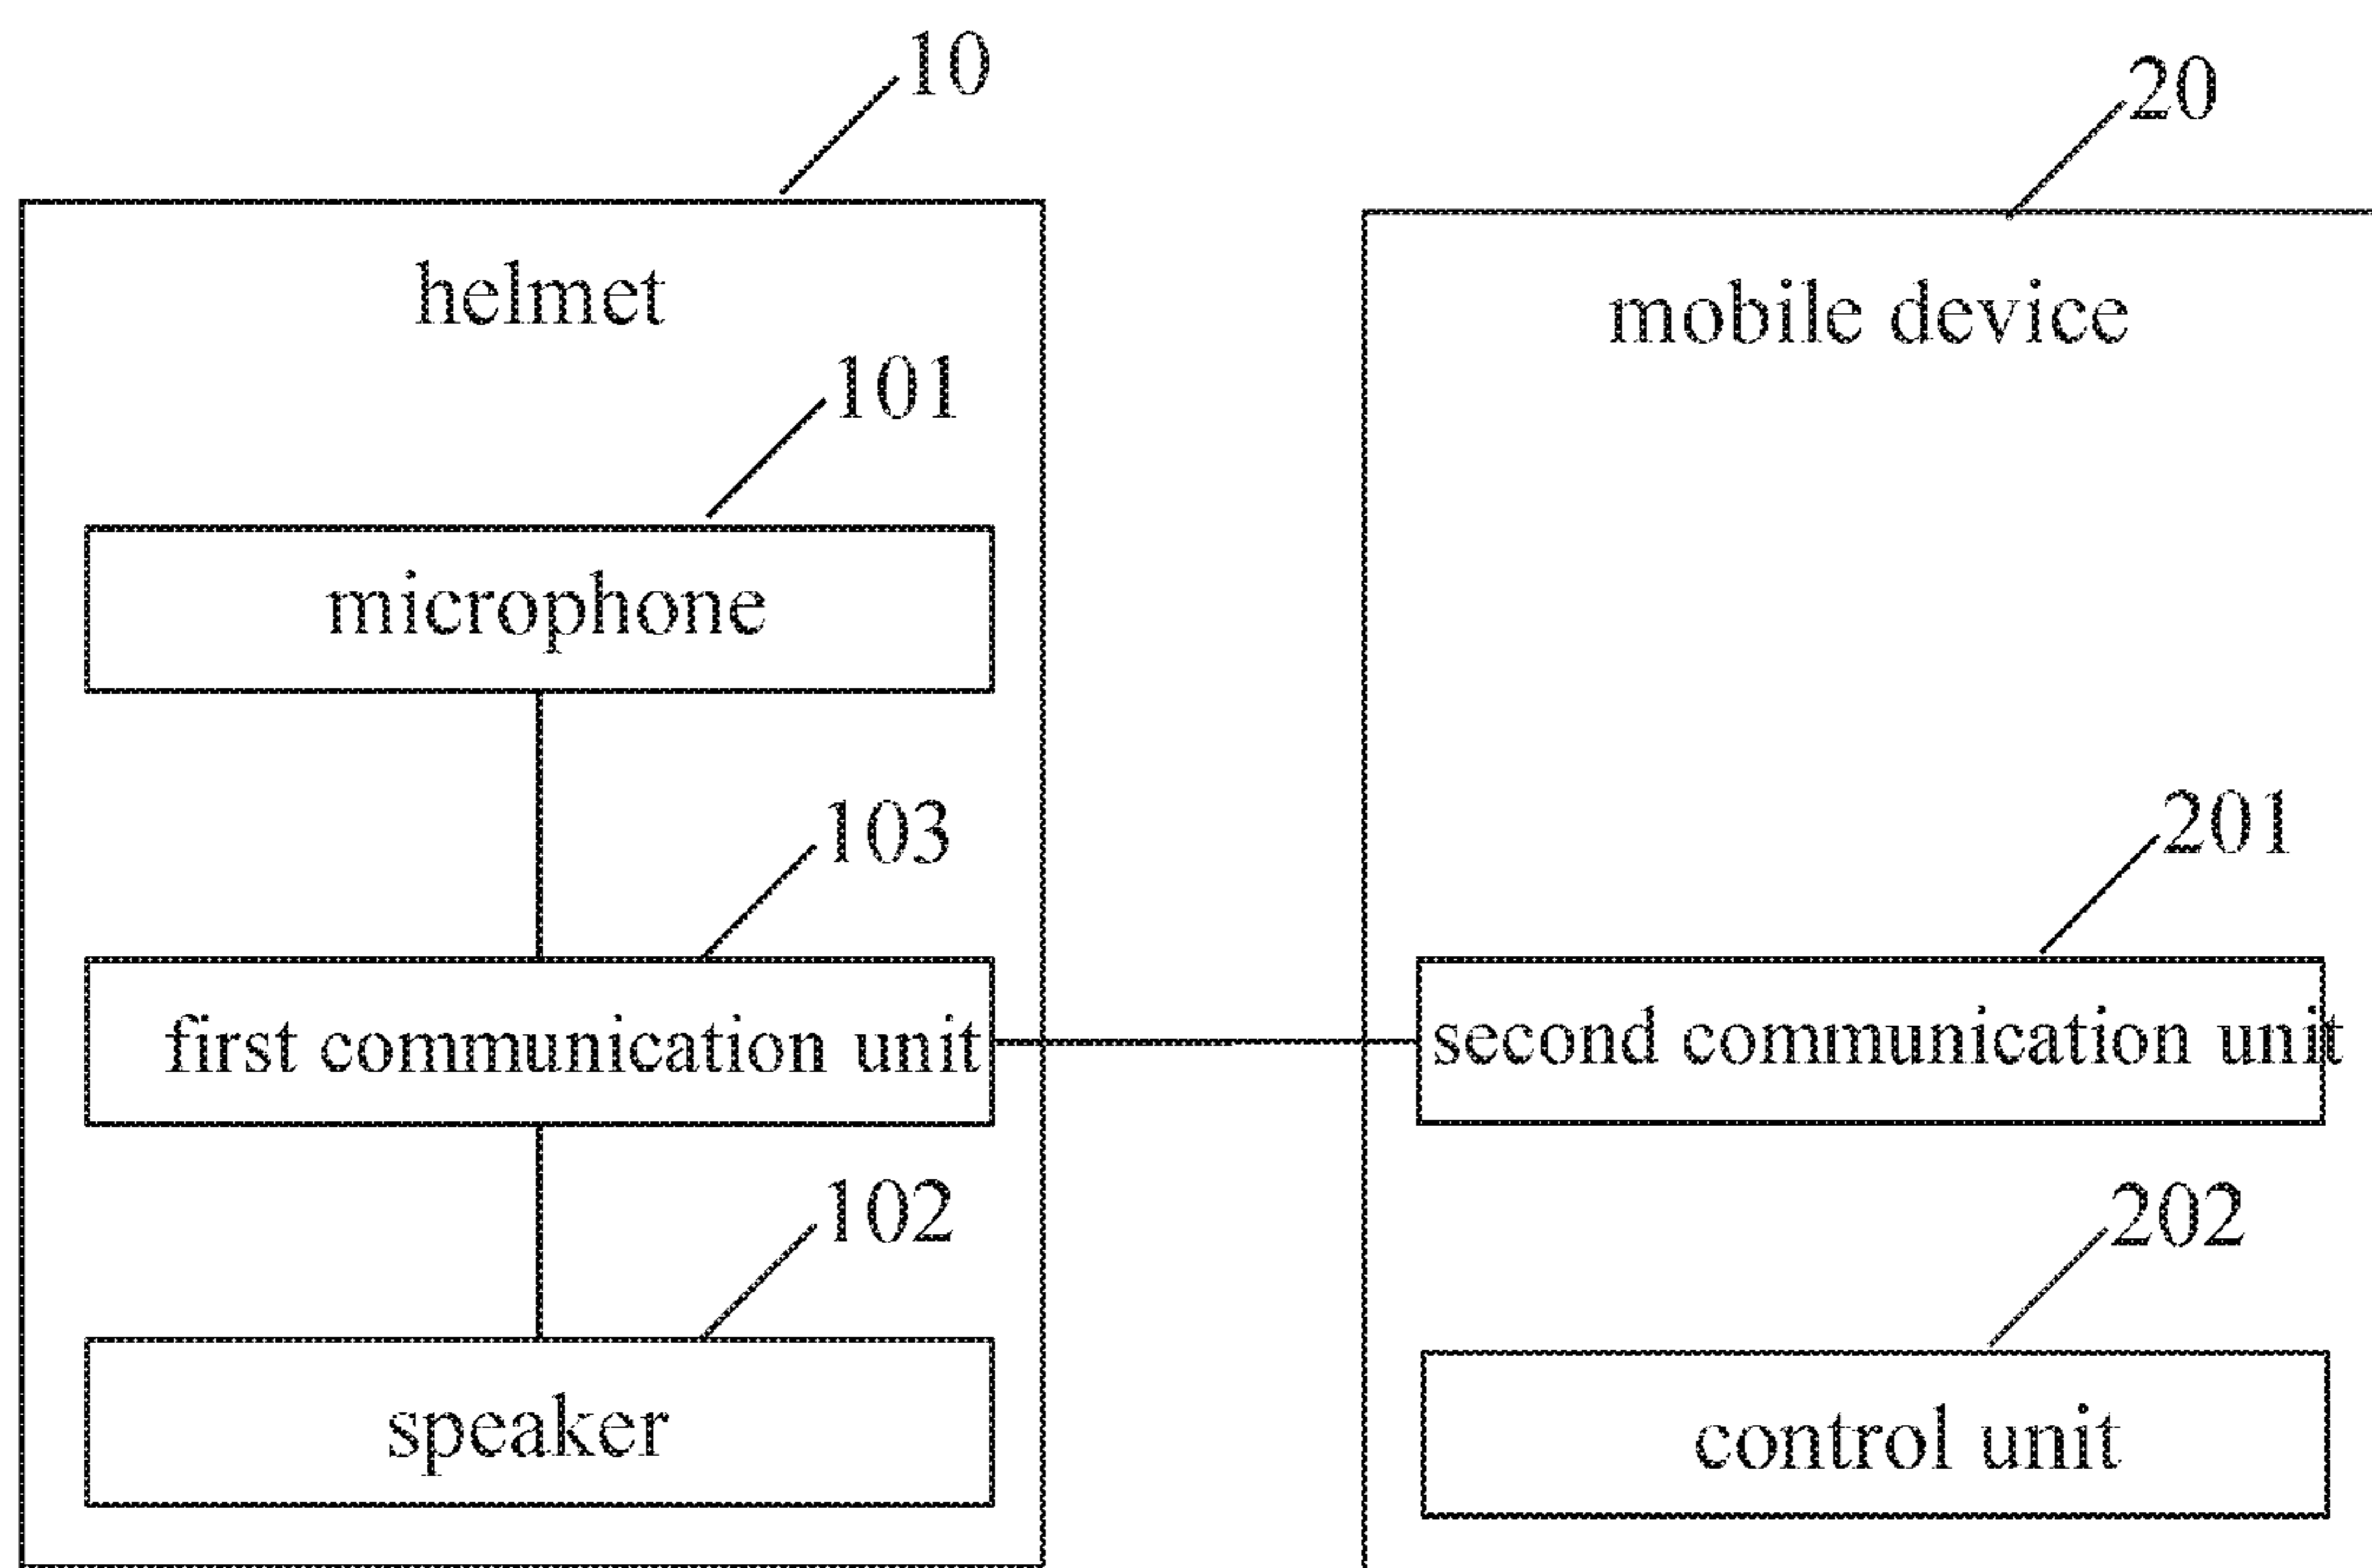 10
20
helmet
mobile device
101
microphone
103
201
first communication unit
second communication unit
102
202
speaker
control unit